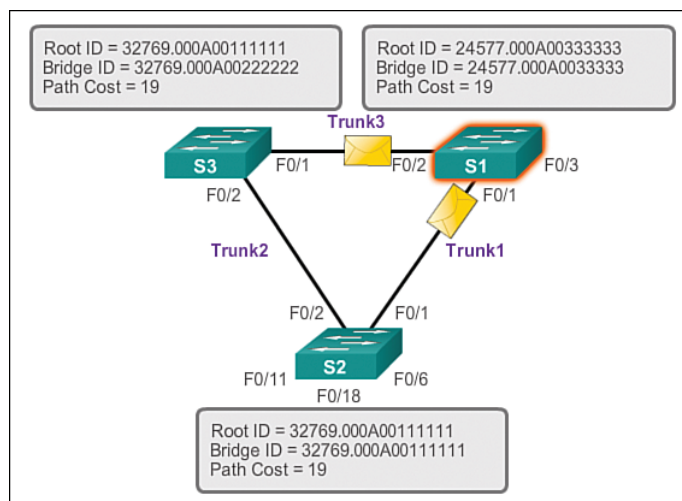 Root ID = 32769.000A00111111
Bridge ID = 32769.000A00222222
Path Cost = 19
Root ID = 24577.000A00333333
Bridge ID = 24577.000A0033333
Path Cost = 19
Trunk3
S3
F0/1
F0/2
S1
F0/3
F0/2
F0/1
Trunk2
Trunk1
F0/2
F0/1
S2
F0/11
F0/6
F0/18
Root ID = 32769.000A00111111
Bridge ID = 32769.000A00111111
Path Cost = 19